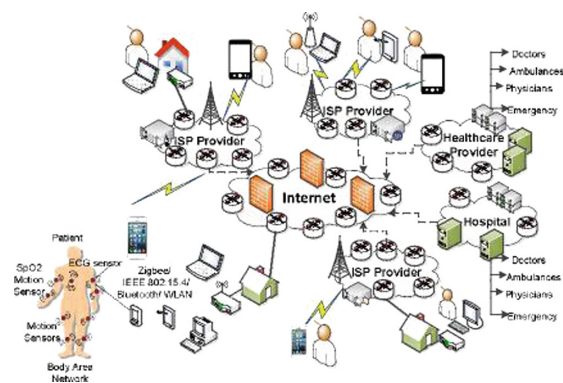 Doctors
Ambulances
Physicians
Emergency
ISP Provider
ISP Provider
Healthcare
Provider
Internet
Hospital
Patient
ECG sensor
SpO2
Motion
Sensor
Zigbee/
IEEE 802.15.4/
Bluetooth/ WLAN
ISP Provider
Doctors
Ambulances
Physicians
Emergency
Motion
Sensors
Body Area
Network